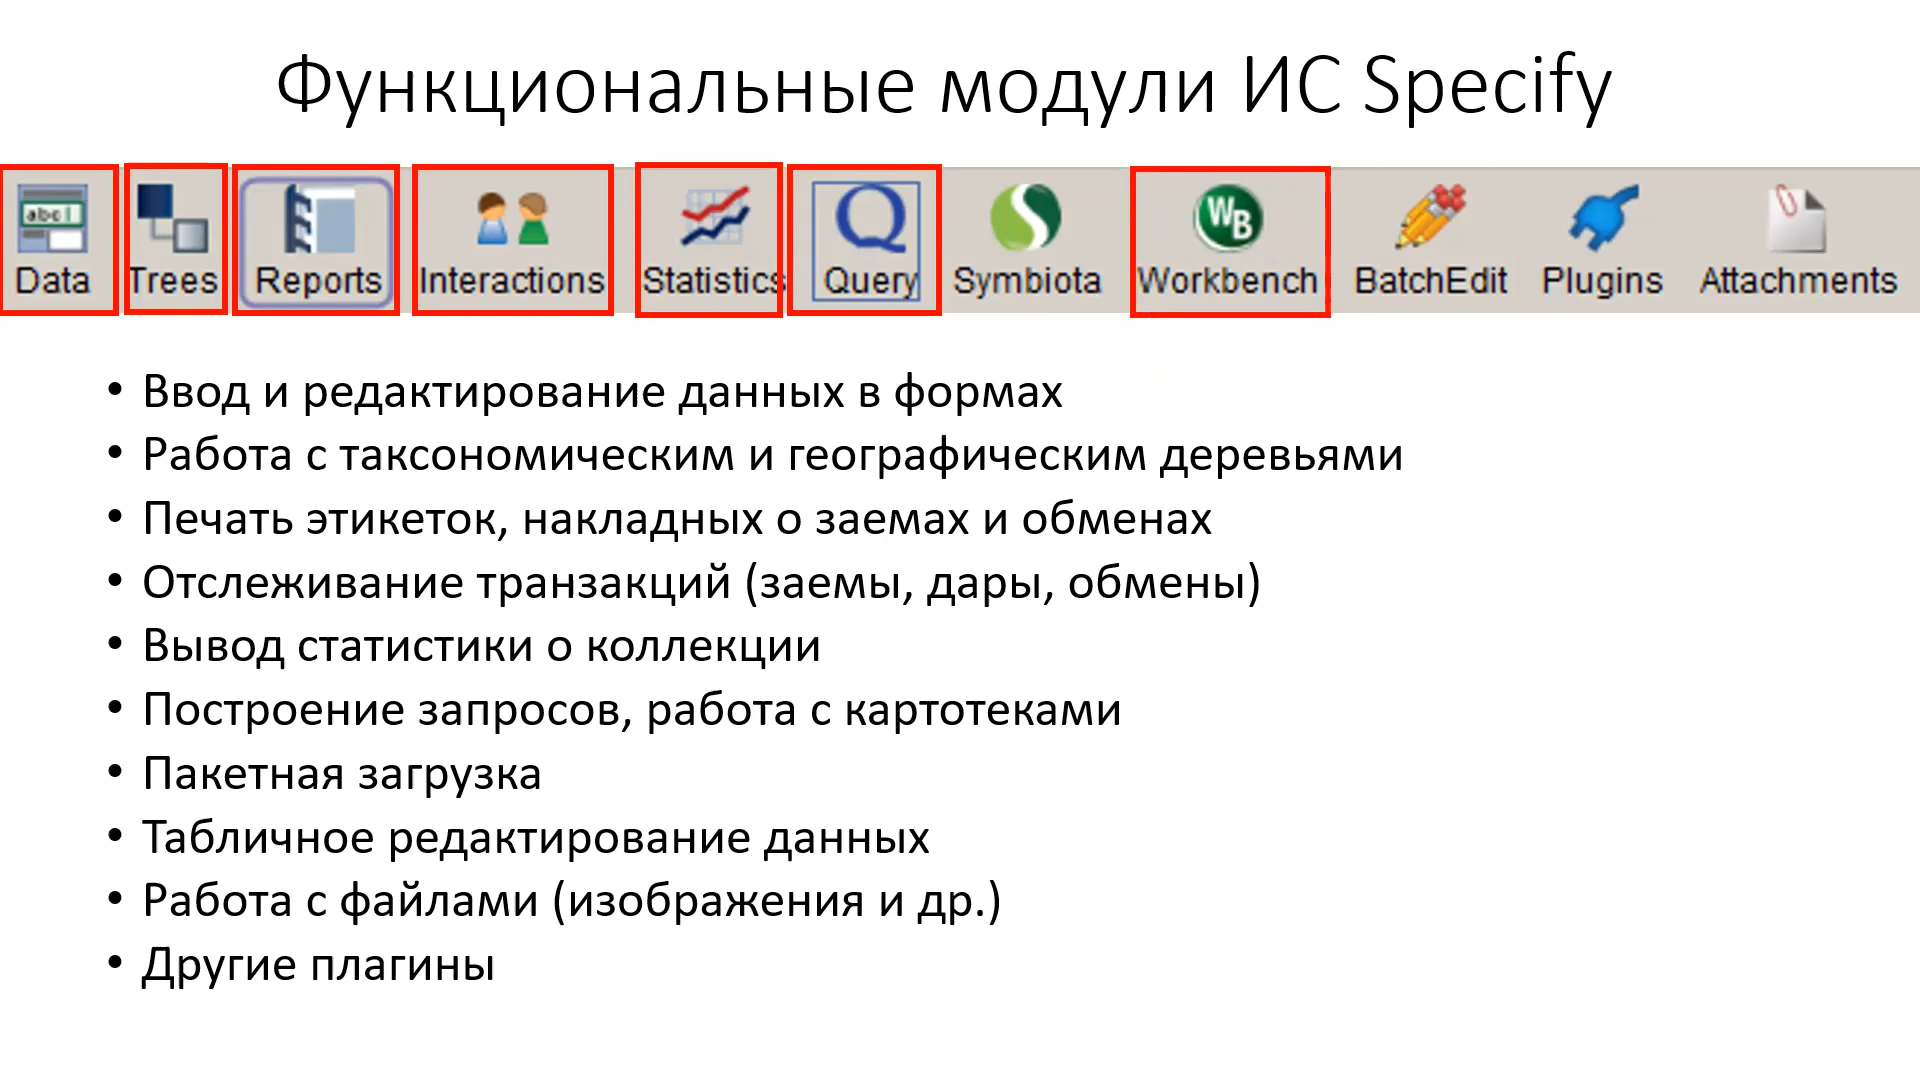 Функциональные модули ИС Specify
abc
Data Trees Reports Interactions Statistics Query Symbiota WB Workbench BatchEdit Plugins Attachments
• Ввод и редактирование данных в формах
• Работа с таксономическим и географическим деревьями
• Печать этикеток, накладных о заемах и обменах
• Отслеживание транзакций (заемы, дары, обмены)
• Вывод статистики о коллекции
• Построение запросов, работа с картотеками
• Пакетная загрузка
• Табличное редактирование данных
• Работа с файлами (изображения и др.)
• Другие плагины